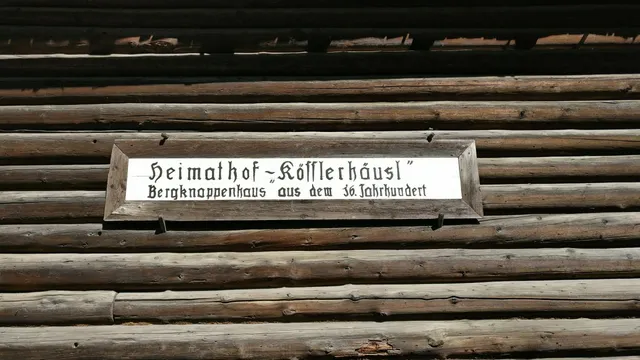 Heimathof - „Kösslerhäusl“
Bergknappenhaus aus dem 16. Jahrhundert